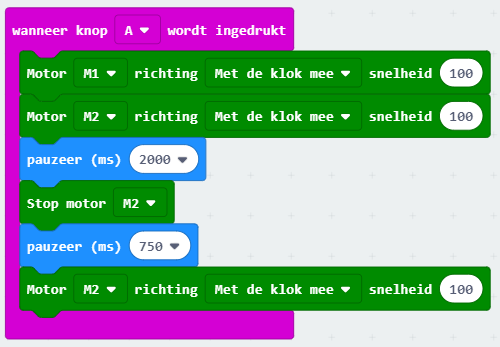 wanneer knop A wordt ingedrukt
Motor M1 richting Met de klok mee snelheid 100
Motor M2 richting Met de klok mee snelheid 100
pauzeer (ms) 2000
Stop motor M2
pauzeer (ms) 750
Motor M2 richting Met de klok mee snelheid 100